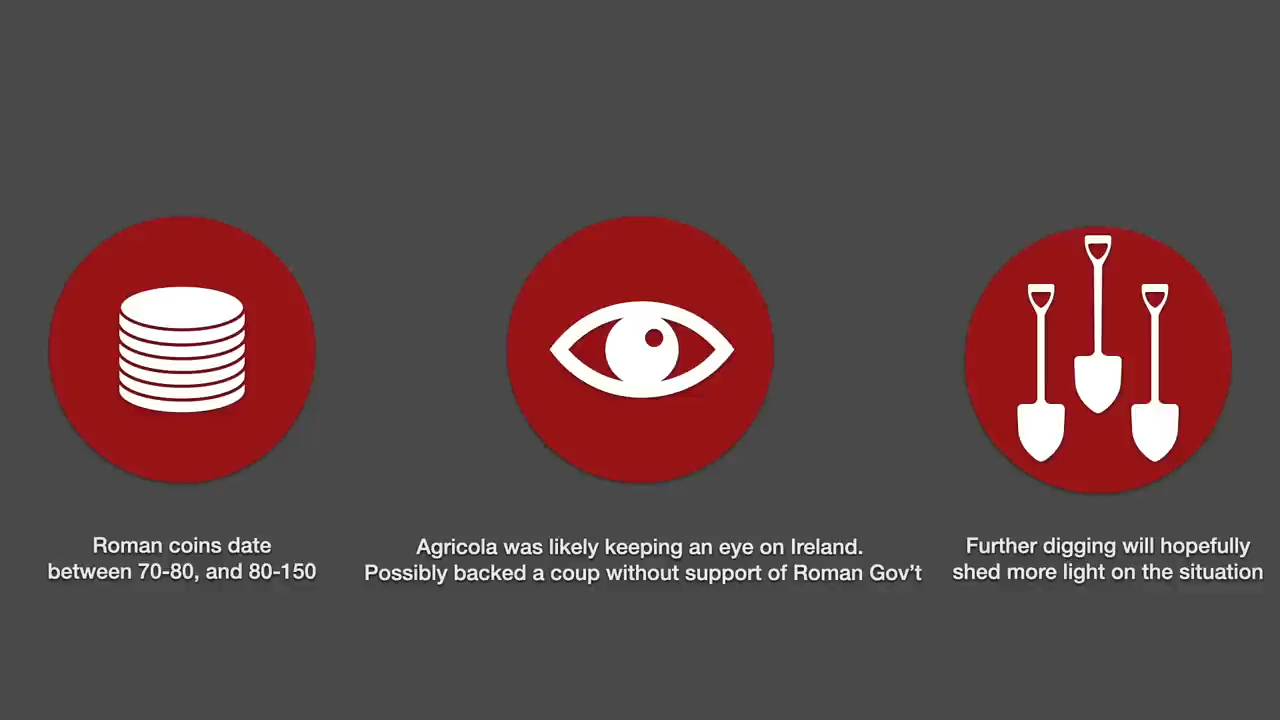 Roman coins date
between 70-80, and 80-150
Agricola was likely keeping an eye on Ireland.
Possibly backed a coup without support of Roman Gov't
Further digging will hopefully
shed more light on the situation